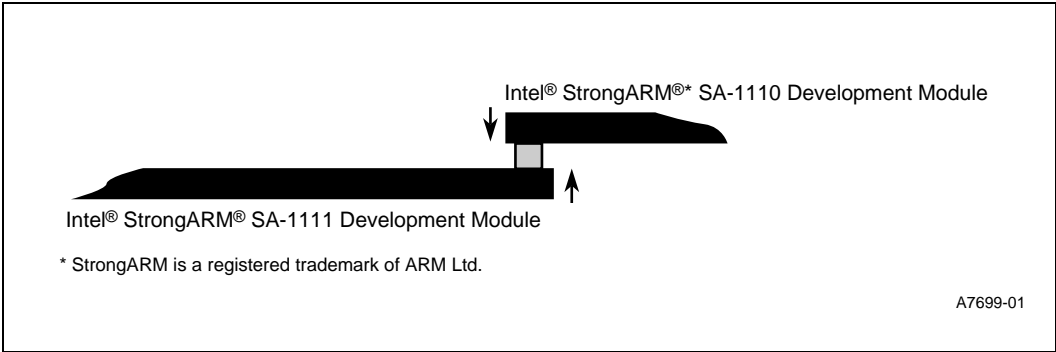 Intel® StrongARM®* SA-1110 Development Module
Intel® StrongARM® SA-1111 Development Module
* StrongARM is a registered trademark of ARM Ltd.
A7699-01